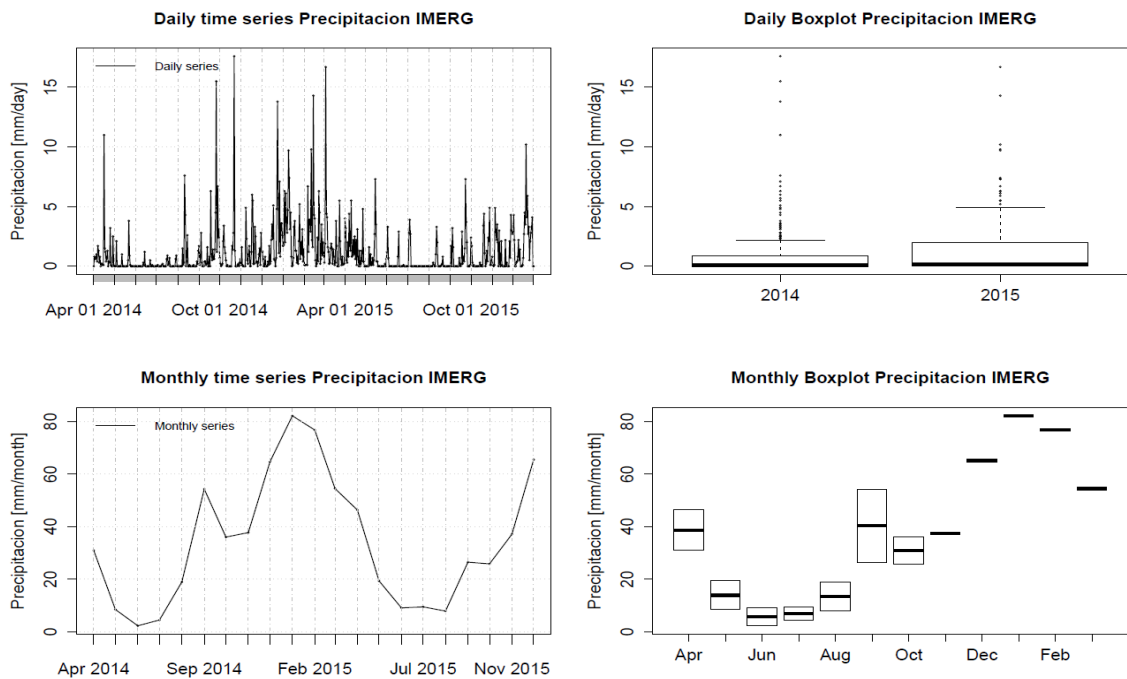 Daily time series Precipitacion IMERG
Precipitacion [mm/day]
15
10
5
0
Daily series
Apr 01 2014 Oct 01 2014 Apr 01 2015 Oct 01 2015
Daily Boxplot Precipitacion IMERG
Precipitacion [mm/day]
15
10
5
0
2014 2015
Monthly time series Precipitacion IMERG
Precipitacion [mm/month]
80
60
40
20
0
Monthly series
Apr 2014 Sep 2014 Feb 2015 Jul 2015 Nov 2015
Monthly Boxplot Precipitacion IMERG
Precipitacion [mm/month]
80
60
40
20
0
Apr Jun Aug Oct Dec Feb